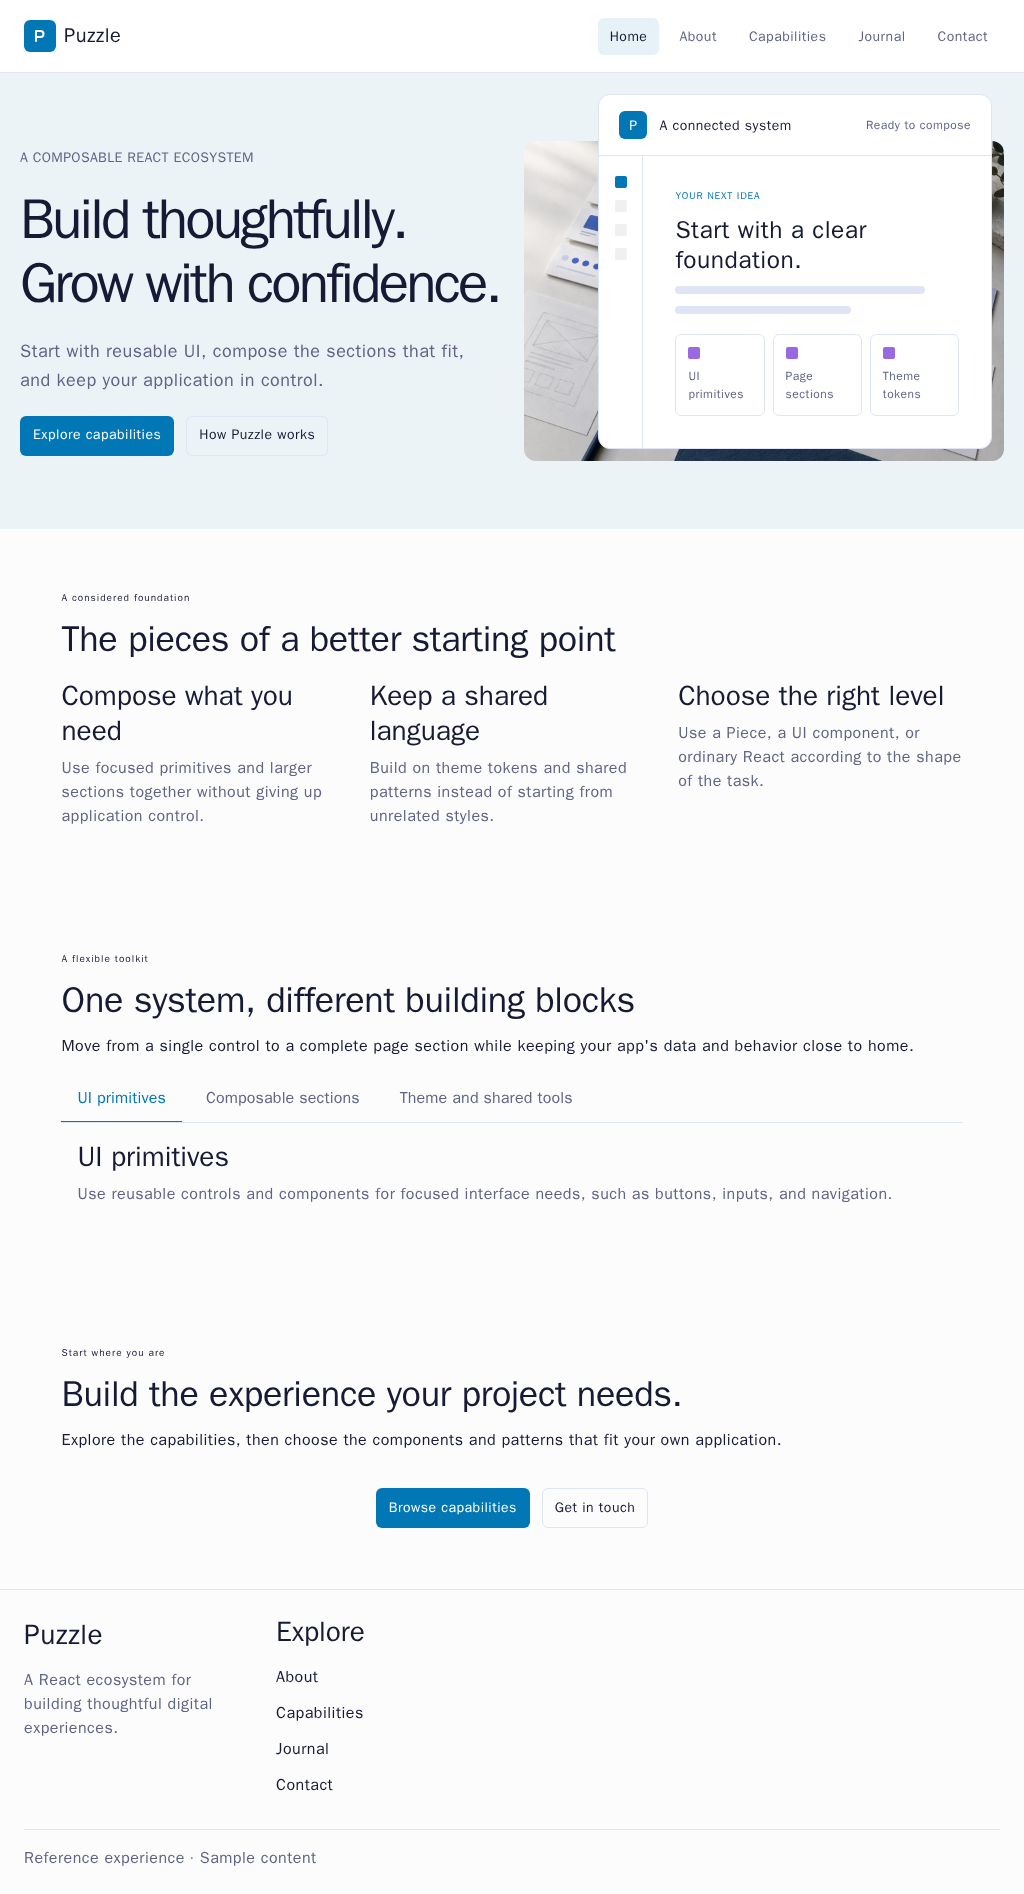 P Puzzle
Home About Capabilities Journal Contact
A COMPOSABLE REACT ECOSYSTEM
Build thoughtfully.
Grow with confidence.
Start with reusable UI, compose the sections that fit,
and keep your application in control.
Explore capabilities How Puzzle works
P A connected system Ready to compose
YOUR NEXT IDEA
Start with a clear
foundation.
UI
primitives
Page
sections
Theme
tokens
A considered foundation
The pieces of a better starting point
Compose what you
need
Use focused primitives and larger
sections together without giving up
application control.
Keep a shared
language
Build on theme tokens and shared
patterns instead of starting from
unrelated styles.
Choose the right level
Use a Piece, a UI component, or
ordinary React according to the shape
of the task.
A flexible toolkit
One system, different building blocks
Move from a single control to a complete page section while keeping your app's data and behavior close to home.
UI primitives Composable sections Theme and shared tools
UI primitives
Use reusable controls and components for focused interface needs, such as buttons, inputs, and navigation.
Start where you are
Build the experience your project needs.
Explore the capabilities, then choose the components and patterns that fit your own application.
Browse capabilities Get in touch
Puzzle
A React ecosystem for
building thoughtful digital
experiences.
Explore
About
Capabilities
Journal
Contact
Reference experience · Sample content